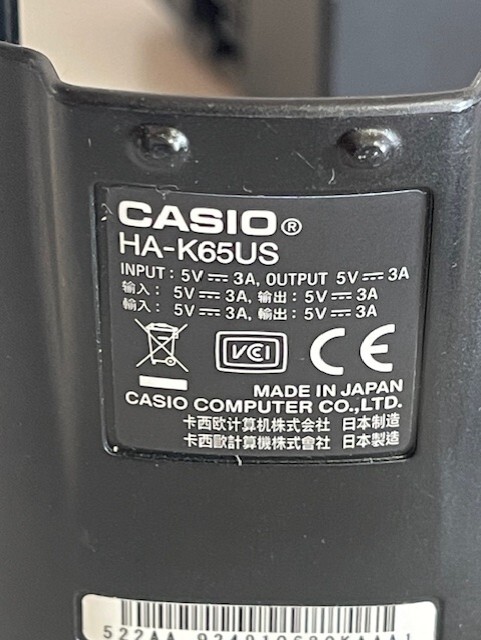 CASIO®
HA-K65US
INPUT : 5V ⎓ 3A, OUTPUT 5V ⎓ 3A
输入 : 5V ⎓ 3A, 输出 : 5V ⎓ 3A
輸入 : 5V ⎓ 3A, 輸出 : 5V ⎓ 3A
VCI CE
MADE IN JAPAN
CASIO COMPUTER CO.,LTD.
卡西欧计算机株式会社 日本制造
卡西歐計算機株式會社 日本製造
522AA